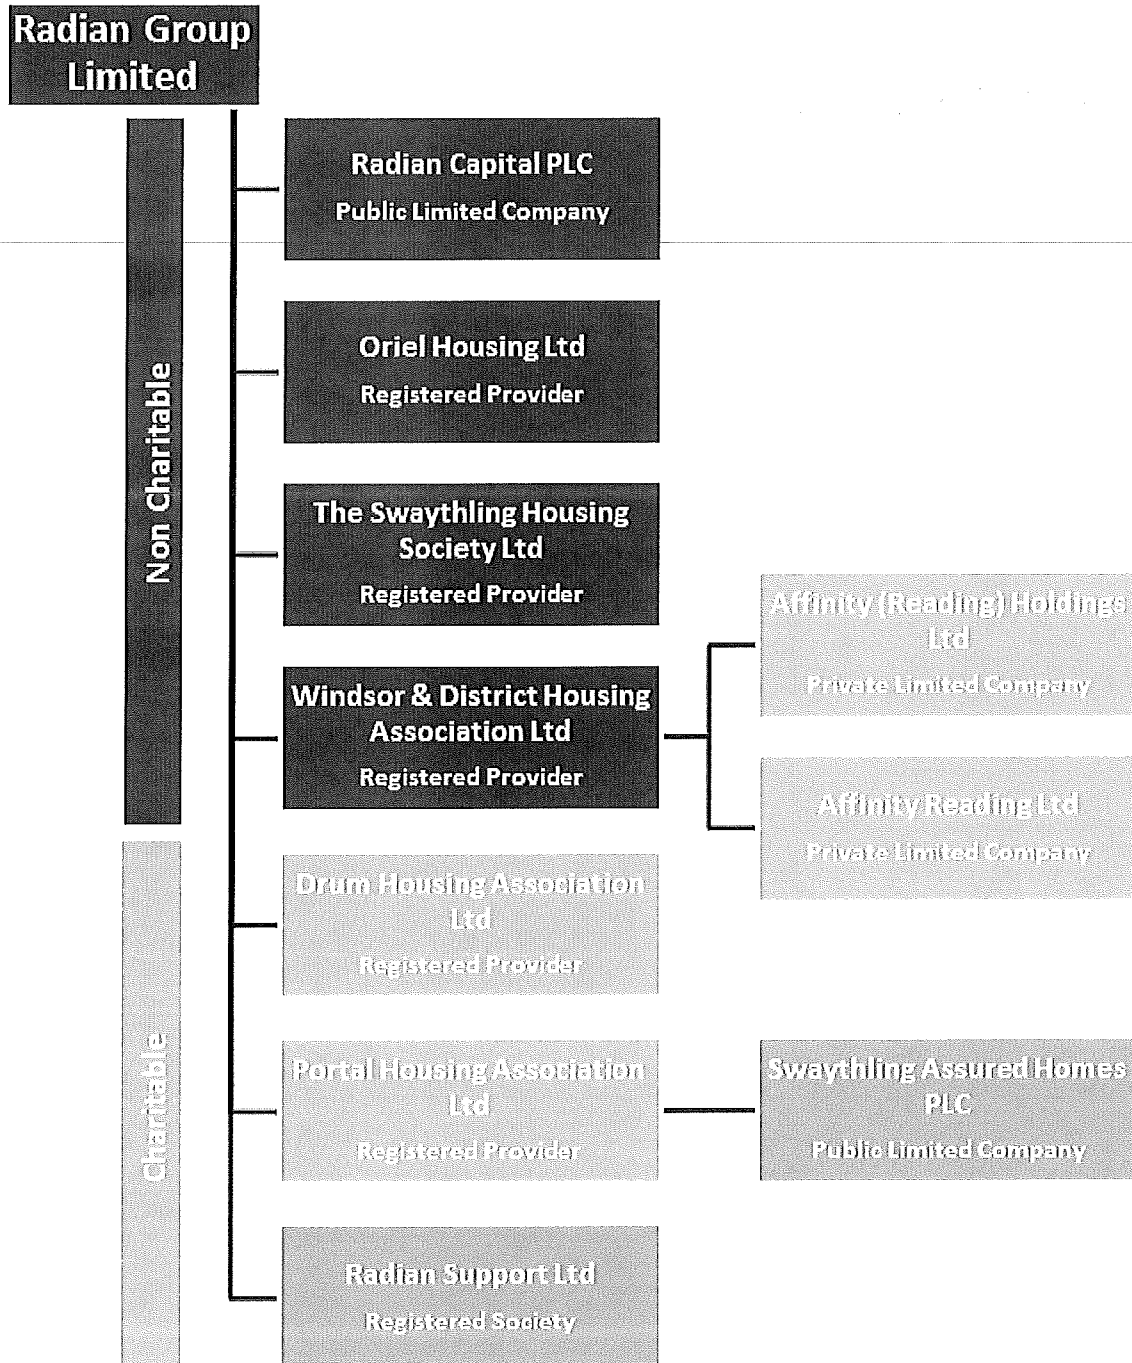 Radian Group
Limited
Non Charitable
Radian Capital PLC
Public Limited Company
Oriel Housing Ltd
Registered Provider
The Swaythling Housing
Society Ltd
Registered Provider
Windsor & District Housing
Association Ltd
Registered Provider
Affinity (Reading) Holdings
Ltd
Private Limited Company
Affinity Reading Ltd
Private Limited Company
Charitable
Drum Housing Association
Ltd
Registered Provider
Portal Housing Association
Ltd
Registered Provider
Swaythling Assured Homes
PLC
Public Limited Company
Radian Support Ltd
Registered Society